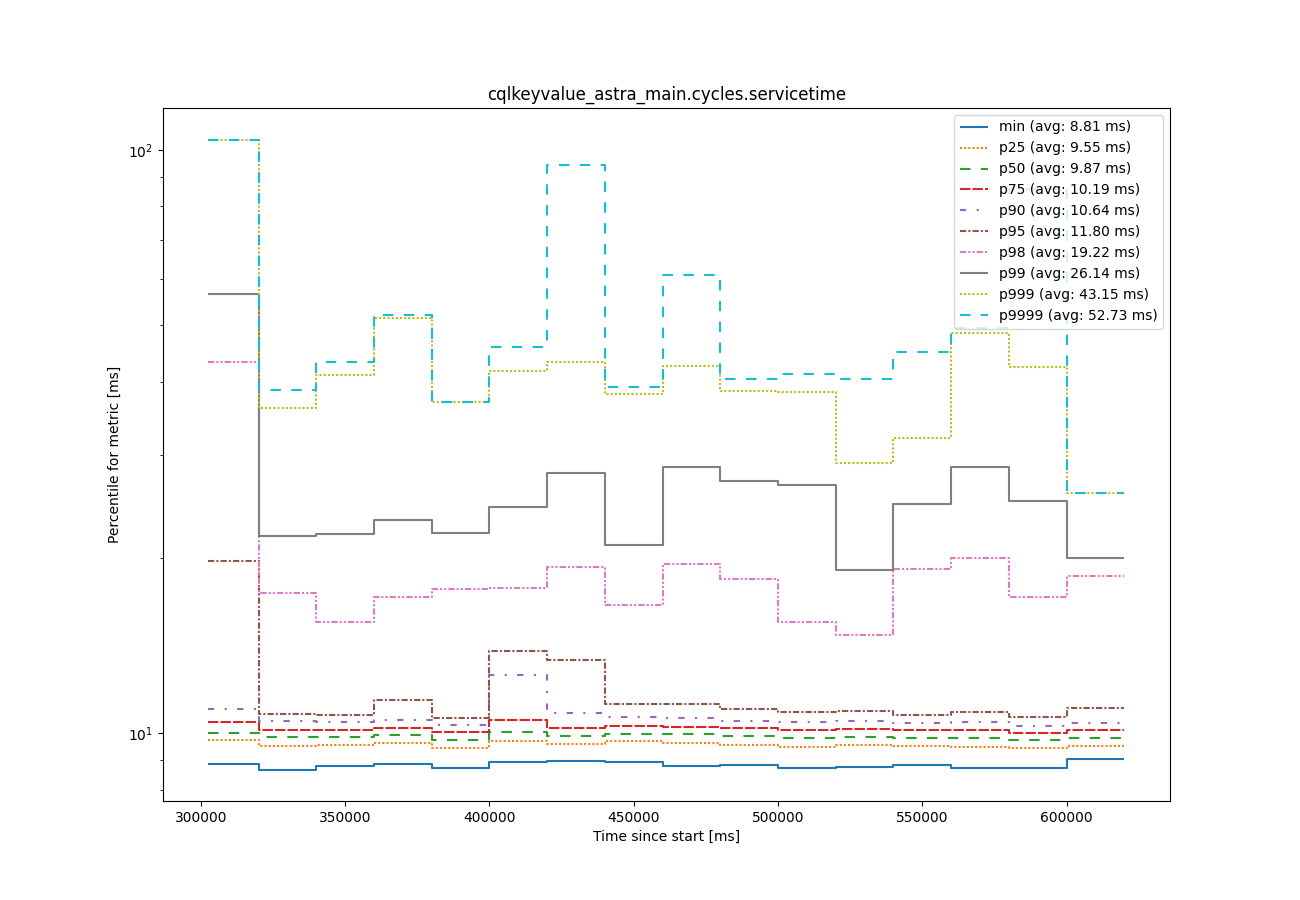 cqlkeyvalue_astra_main.cycles.servicetime
min (avg: 8.81 ms)
p25 (avg: 9.55 ms)
p50 (avg: 9.87 ms)
p75 (avg: 10.19 ms)
p90 (avg: 10.64 ms)
p95 (avg: 11.80 ms)
p98 (avg: 19.22 ms)
p99 (avg: 26.14 ms)
p999 (avg: 43.15 ms)
p9999 (avg: 52.73 ms)
Percentile for metric [ms]
10²
10¹
300000 350000 400000 450000 500000 550000 600000
Time since start [ms]